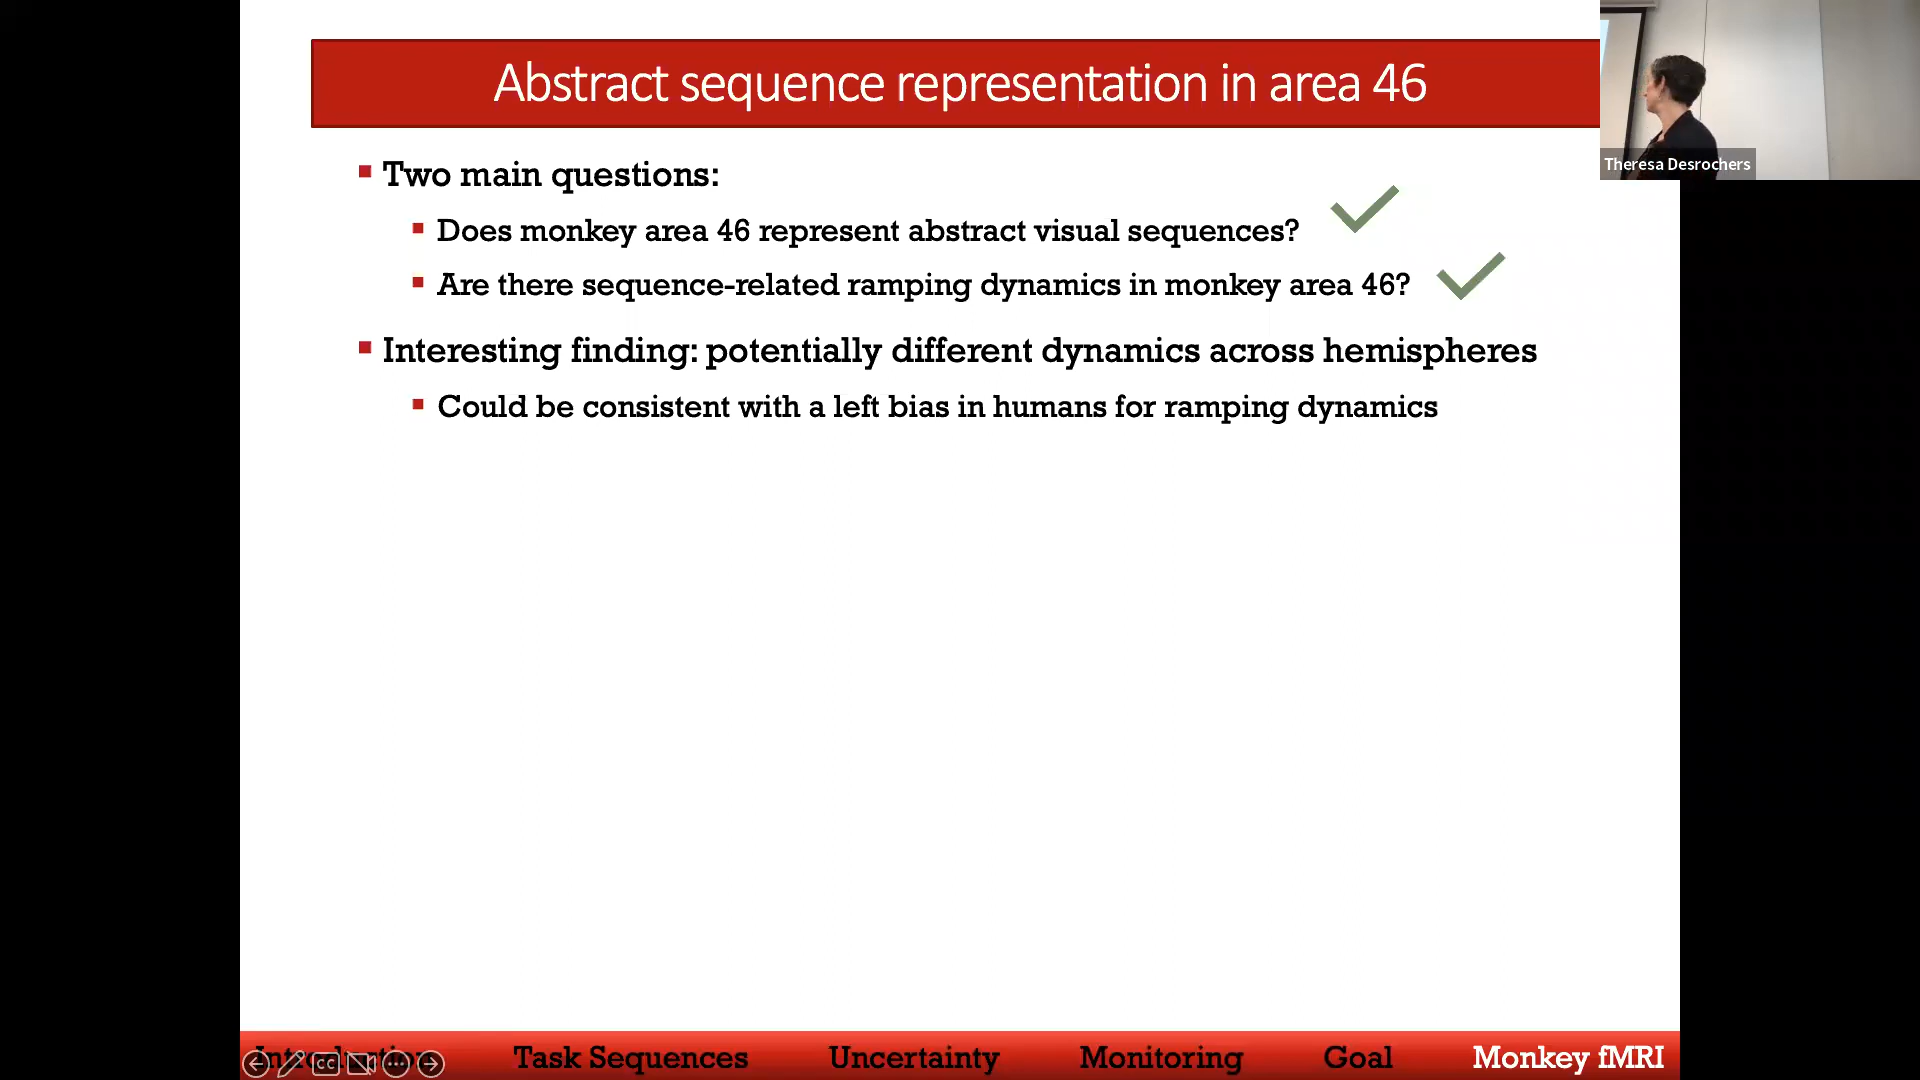 Abstract sequence representation in area 46
Theresa Desrochers
Two main questions:
Does monkey area 46 represent abstract visual sequences?
Are there sequence-related ramping dynamics in monkey area 46?
Interesting finding: potentially different dynamics across hemispheres
Could be consistent with a left bias in humans for ramping dynamics
Introduction Task Sequences Uncertainty Monitoring Goal Monkey fMRI
CC